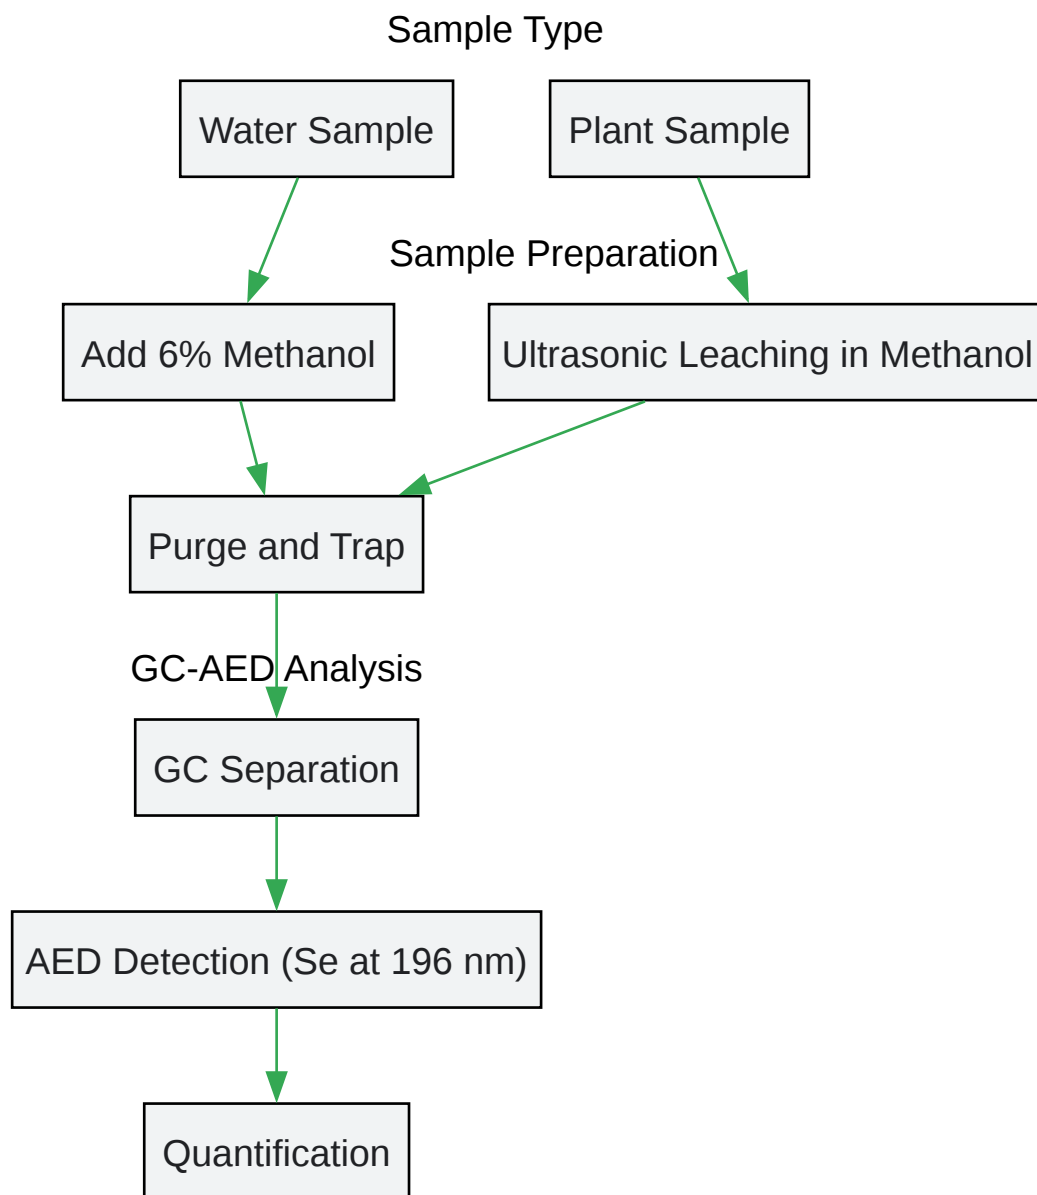 Sample Type
Water Sample
Plant Sample
Sample Preparation
Add 6% Methanol
Ultrasonic Leaching in Methanol
Purge and Trap
GC-AED Analysis
GC Separation
AED Detection (Se at 196 nm)
Quantification